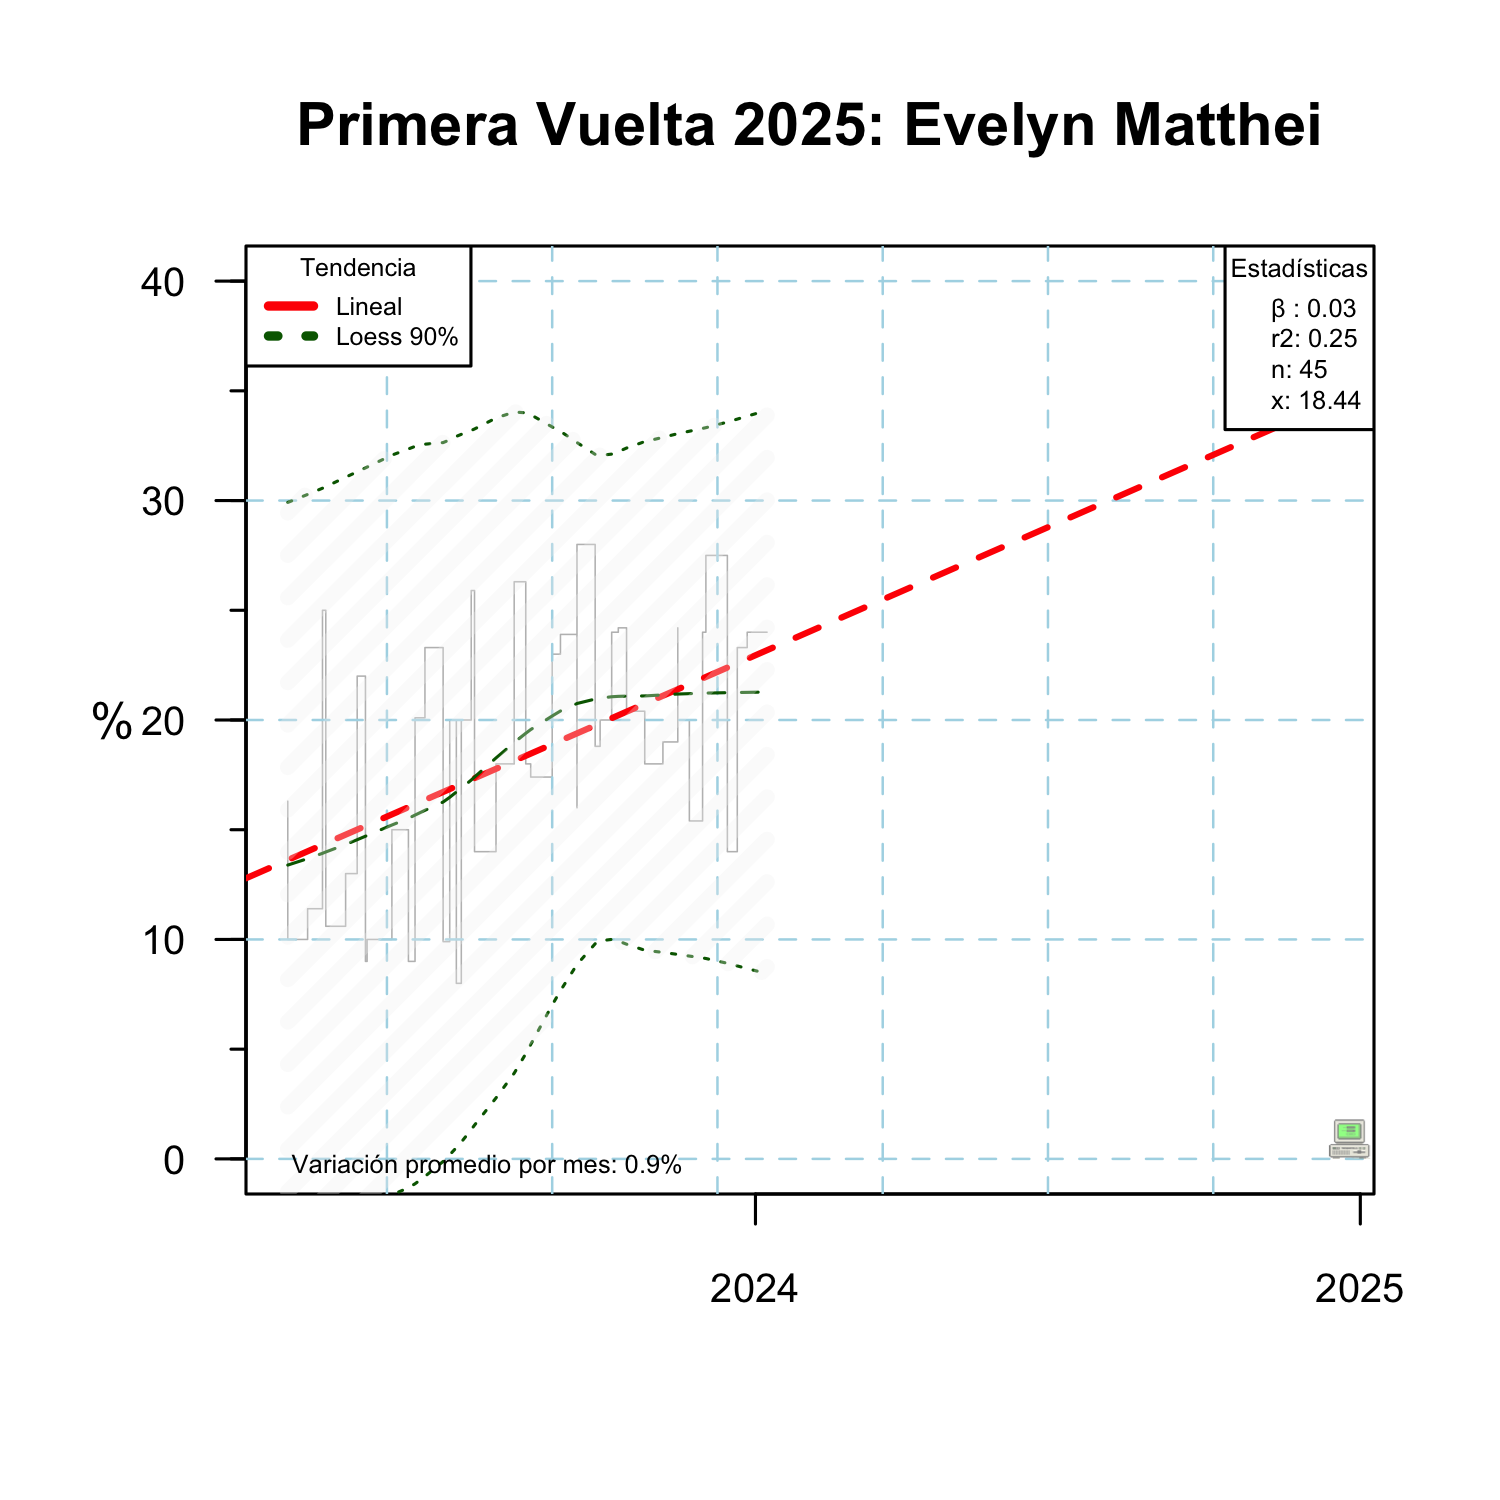 Primera Vuelta 2025: Evelyn Matthei
Tendencia
Lineal
Loess 90%
Estadísticas
β : 0.03
r2: 0.25
n: 45
x: 18.44
%
40
30
20
10
0
Variación promedio por mes: 0.9%
2024
2025